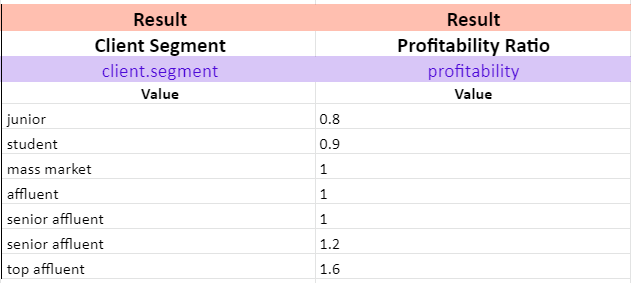 Result Result
Client Segment Profitability Ratio
client.segment profitability
Value Value
junior 0.8
student 0.9
mass market 1
affluent 1
senior affluent 1
senior affluent 1.2
top affluent 1.6